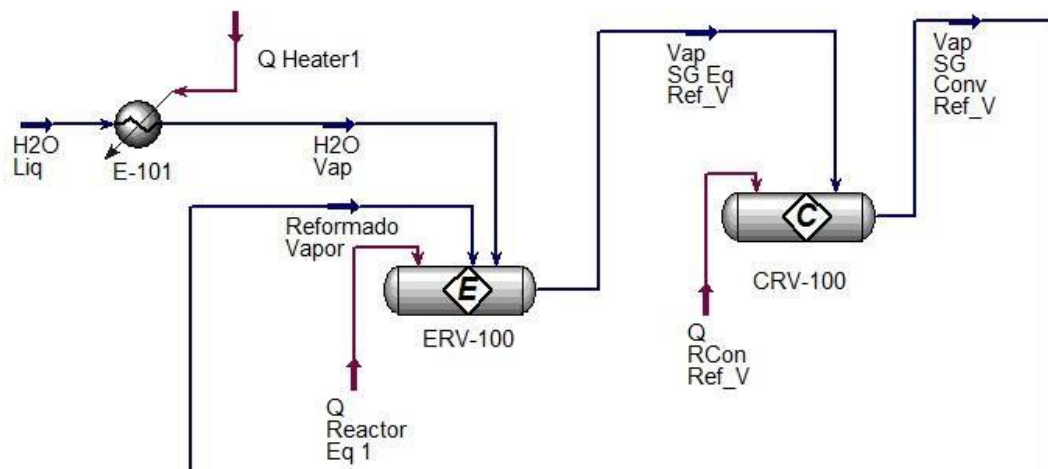 Q Heater1
H2O
Liq
E-101
H2O
Vap
Reformado
Vapor
E
ERV-100
Q
Reactor
Eq 1
Vap
SG Eq
Ref_V
C
CRV-100
Q
RCon
Ref_V
Vap
SG
Conv
Ref_V